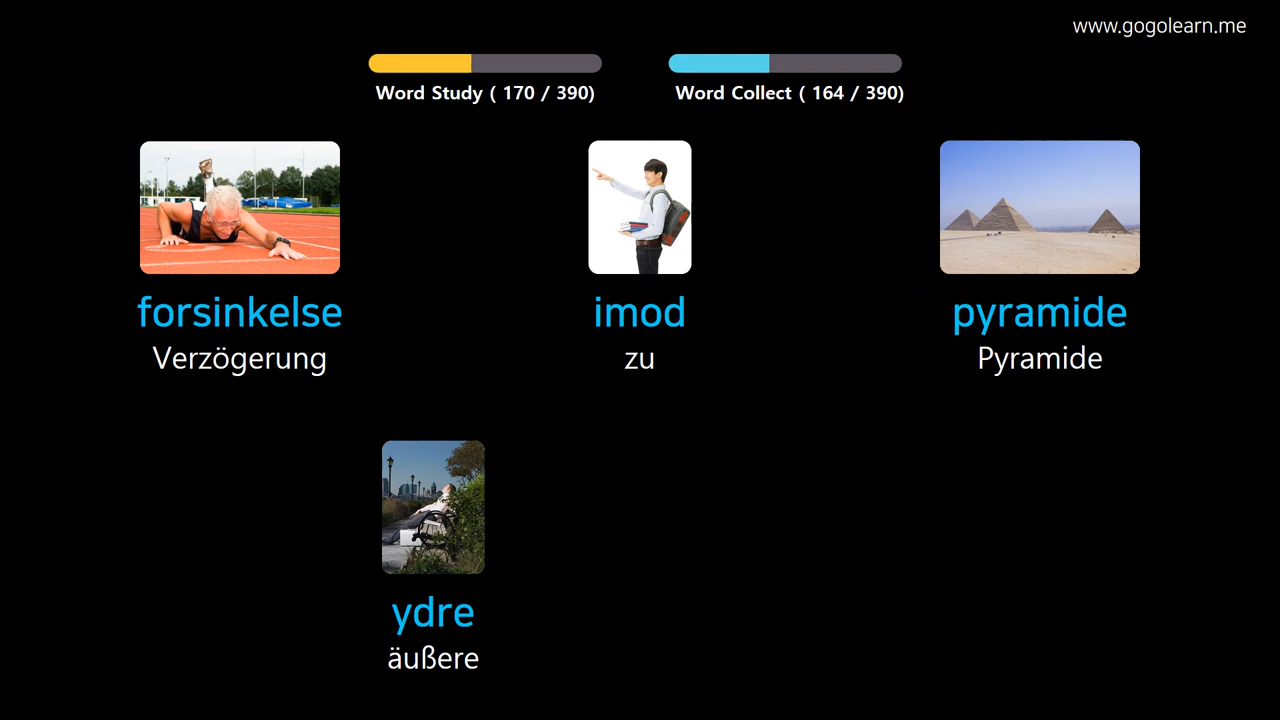 www.gogolearn.me
Word Study ( 170 / 390)
Word Collect ( 164 / 390)
forsinkelse
Verzögerung
imod
zu
pyramide
Pyramide
ydre
äußere